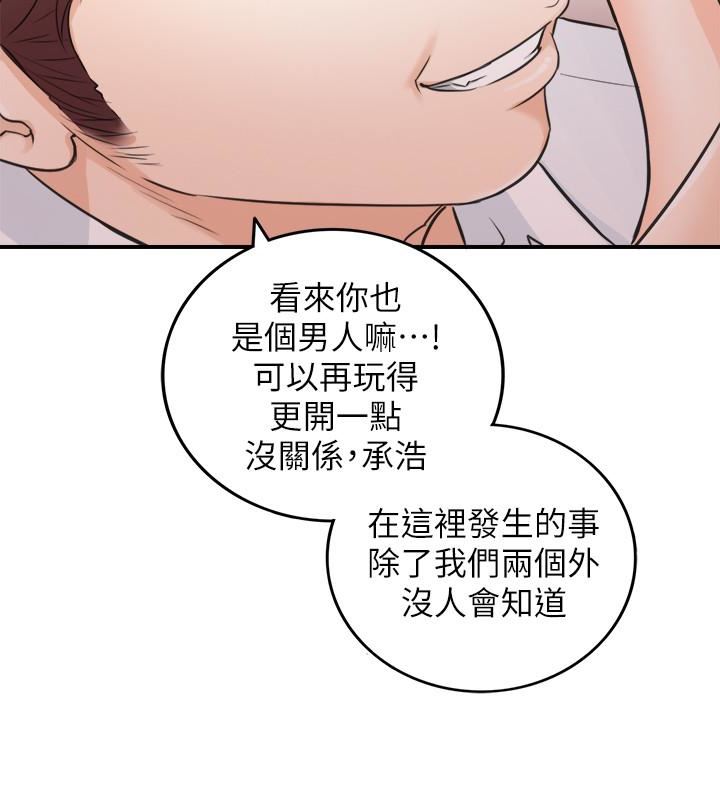 看來你也
是個男人嘛…!
可以再玩得
更開一點
沒關係，承浩
在這裡發生的事
除了我們兩個外
沒人會知道